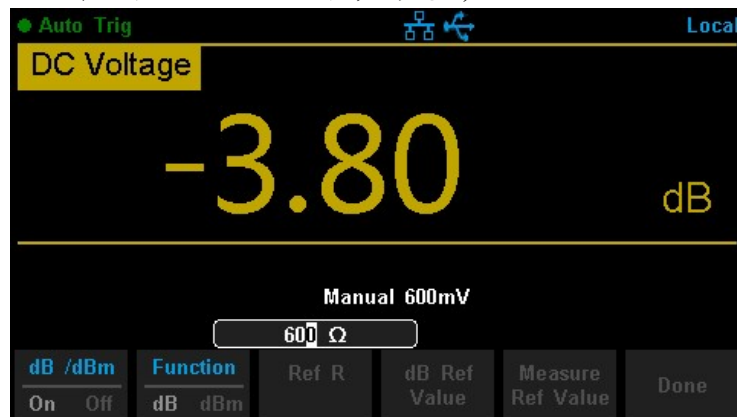 Auto Trig Local
DC Voltage
-3.80 dB
Manual 600mV
600 Ω
dB /dBm Function Ref R dB Ref Measure Done
Value Ref Value
On Off dB dBm